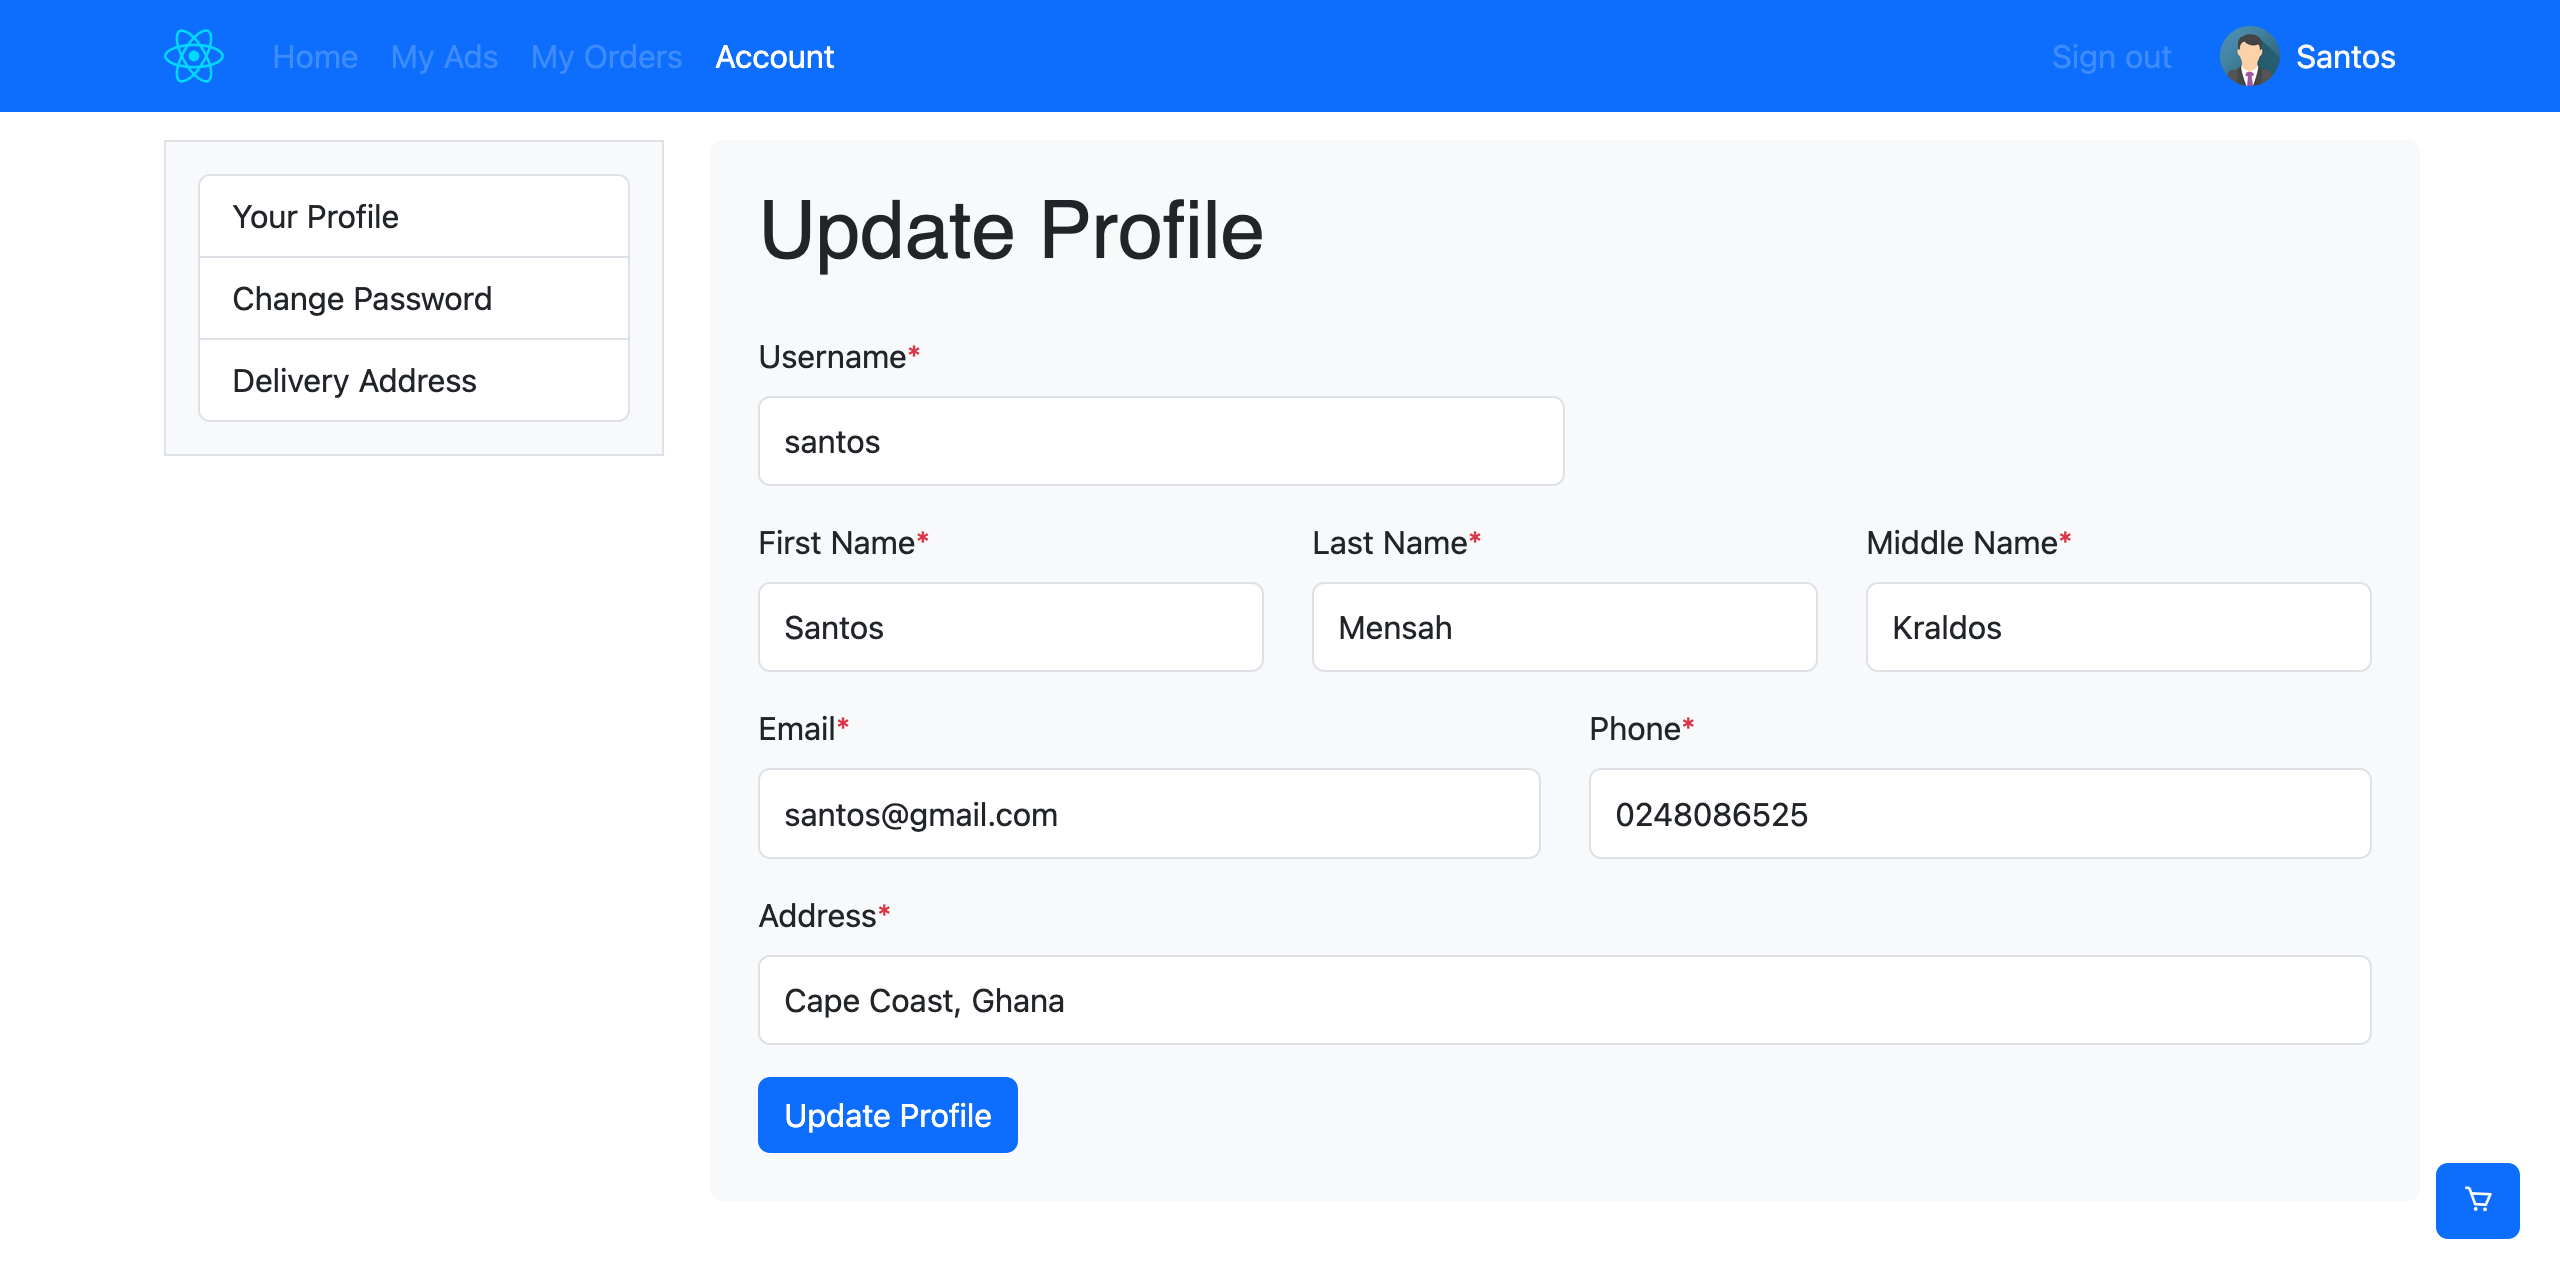 Home My Ads My Orders Account Sign out Santos
Your Profile
Change Password
Delivery Address
Update Profile
Username*
santos
First Name* Last Name* Middle Name*
Santos Mensah Kraldos
Email* Phone*
santos@gmail.com 0248086525
Address*
Cape Coast, Ghana
Update Profile